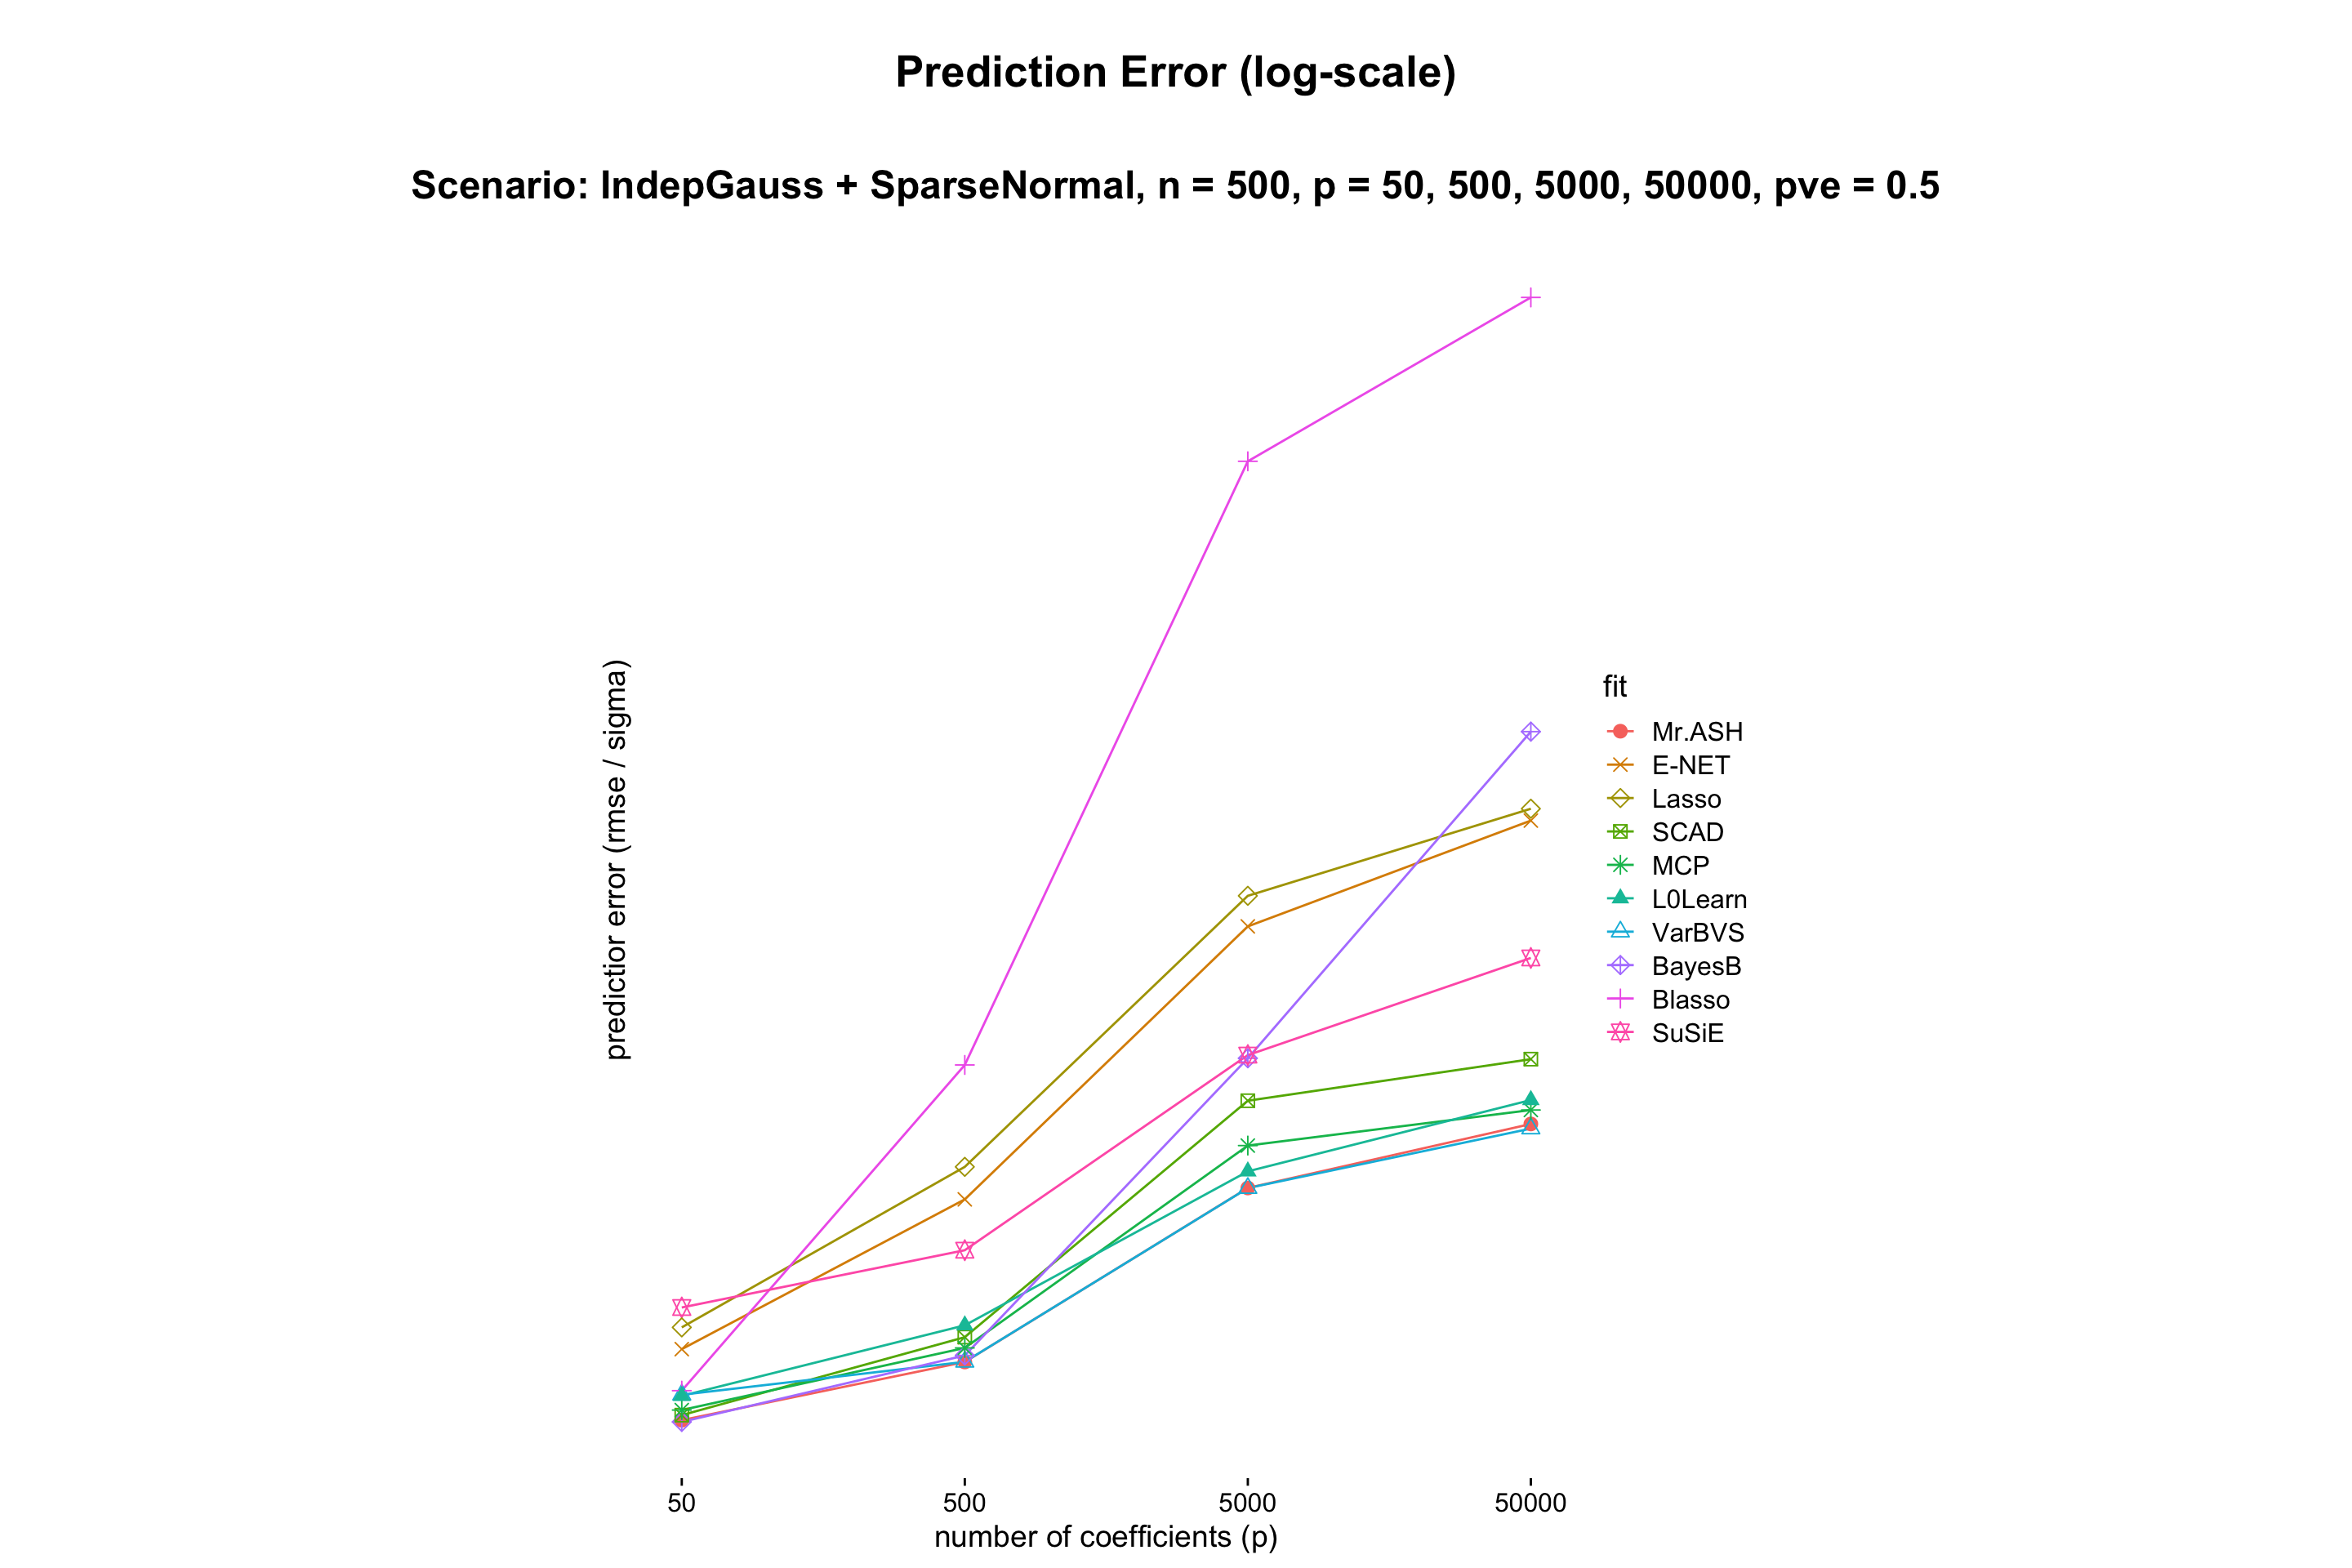 Prediction Error (log-scale)
Scenario: IndepGauss + SparseNormal, n = 500, p = 50, 500, 5000, 50000, pve = 0.5
predictior error (rmse / sigma)
fit
Mr.ASH
E-NET
Lasso
SCAD
MCP
L0Learn
VarBVS
BayesB
Blasso
SuSiE
50 500 5000 50000
number of coefficients (p)